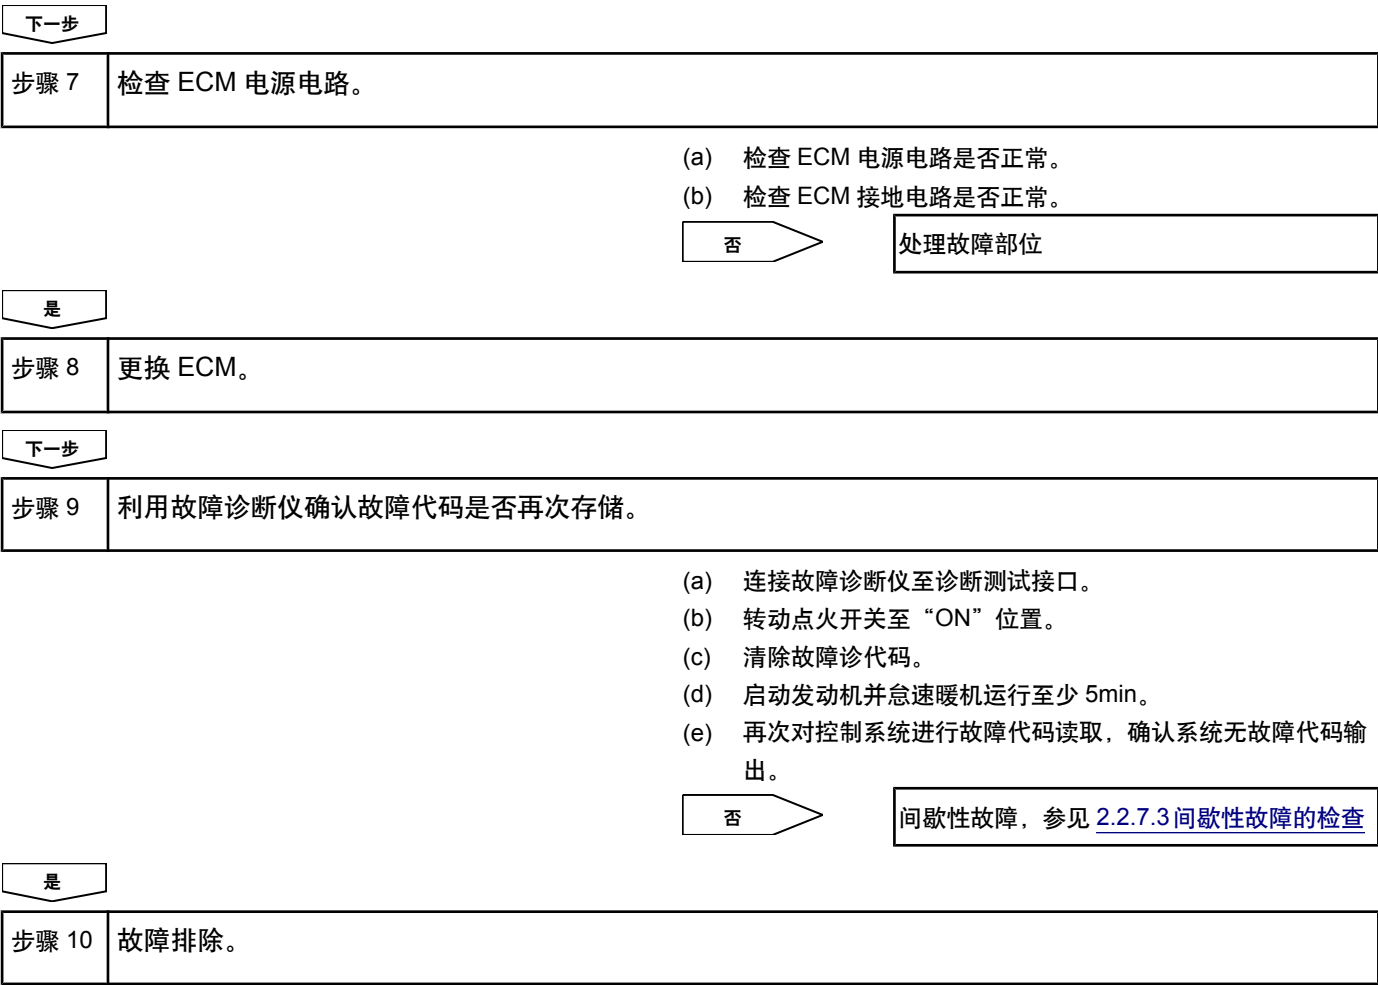 下一步
步骤 7
检查 ECM 电源电路。
(a) 检查 ECM 电源电路是否正常。
(b) 检查 ECM 接地电路是否正常。
否
处理故障部位
是
步骤 8
更换 ECM。
下一步
步骤 9
利用故障诊断仪确认故障代码是否再次存储。
(a) 连接故障诊断仪至诊断测试接口。
(b) 转动点火开关至“ON”位置。
(c) 清除故障诊代码。
(d) 启动发动机并怠速暖机运行至少 5min。
(e) 再次对控制系统进行故障代码读取，确认系统无故障代码输
出。
否
间歇性故障，参见 2.2.7.3间歇性故障的检查
是
步骤 10
故障排除。